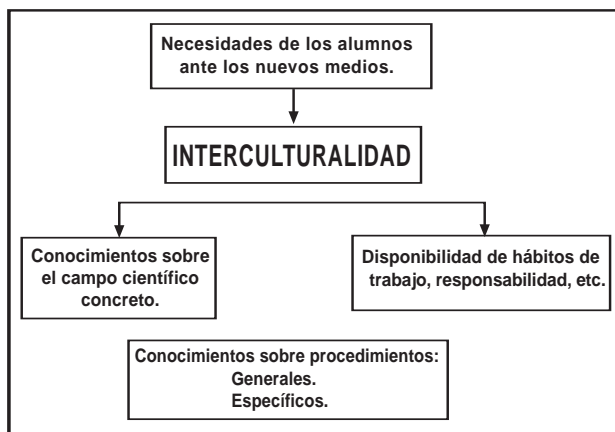 Necesidades de los alumnos
ante los nuevos medios.
INTERCULTURALIDAD
Conocimientos sobre
el campo científico
concreto.
Disponibilidad de hábitos de
trabajo, responsabilidad, etc.
Conocimientos sobre procedimientos:
Generales.
Específicos.